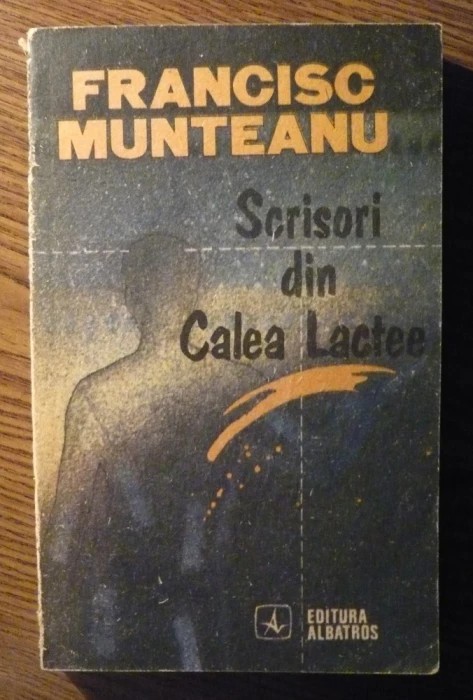 FRANCISC
MUNTEANU
Scrisori
din
Calea Lactee
EDITURA
ALBATROS